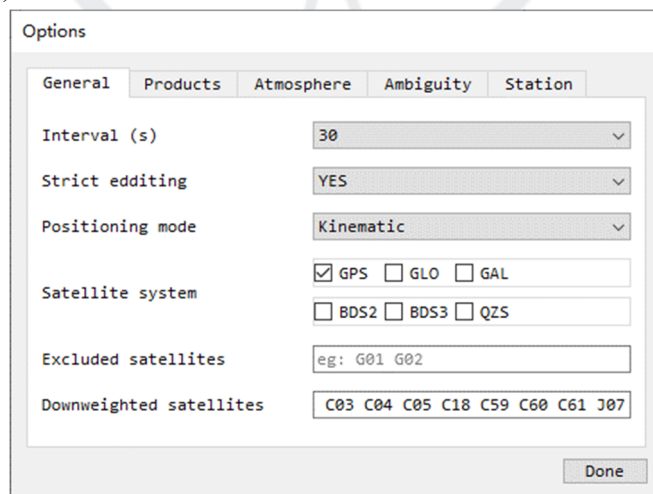 Options
General Products Atmosphere Ambiguity Station
Interval (s) 30
Strict edditing YES
Positioning mode Kinematic
Satellite system
GPS GLO GAL
BDS2 BDS3 QZS
Excluded satellites eg: G01 G02
Downweighted satellites C03 C04 C05 C18 C59 C60 C61 J07
Done